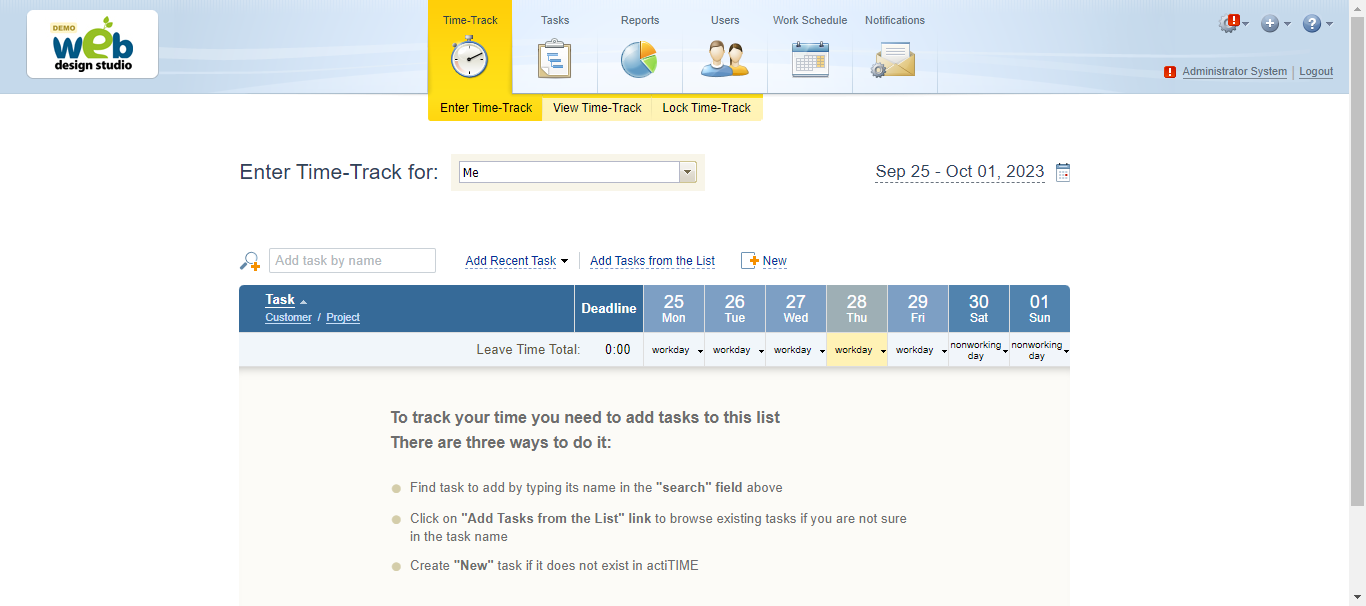 DEMO
web
design studio
Time-Track
Tasks
Reports
Users
Work Schedule
Notifications
Administrator System
Logout
Enter Time-Track
View Time-Track
Lock Time-Track
Enter Time-Track for:
Me
Sep 25 - Oct 01, 2023
Add task by name
Add Recent Task
Add Tasks from the List
New
Task
Customer / Project
Deadline
25
Mon
26
Tue
27
Wed
28
Thu
29
Fri
30
Sat
01
Sun
Leave Time Total:
0:00
workday
workday
workday
workday
workday
nonworking
day
nonworking
day
To track your time you need to add tasks to this list
There are three ways to do it:
Find task to add by typing its name in the "search" field above
Click on "Add Tasks from the List" link to browse existing tasks if you are not sure
in the task name
Create "New" task if it does not exist in actiTIME